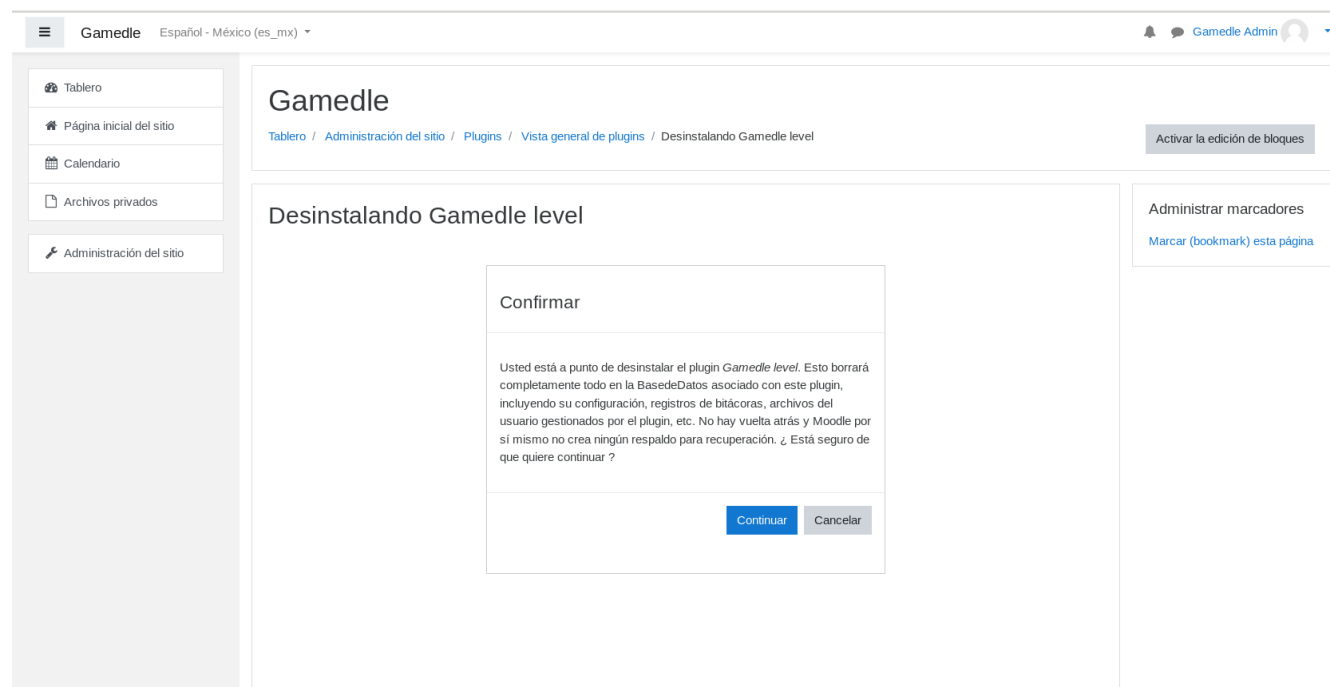 Gamedle Español - México (es_mx) Gamedle Admin
Tablero
Página inicial del sitio
Calendario
Archivos privados
Administración del sitio
Gamedle
Tablero / Administración del sitio / Plugins / Vista general de plugins / Desinstalando Gamedle level
Activar la edición de bloques
Desinstalando Gamedle level
Confirmar
Usted está a punto de desinstalar el plugin Gamedle level. Esto borrará
completamente todo en la BasedeDatos asociado con este plugin,
incluyendo su configuración, registros de bitácoras, archivos del
usuario gestionados por el plugin, etc. No hay vuelta atrás y Moodle por
sí mismo no crea ningún respaldo para recuperación. ¿ Está seguro de
que quiere continuar ?
Continuar Cancelar
Administrar marcadores
Marcar (bookmark) esta página